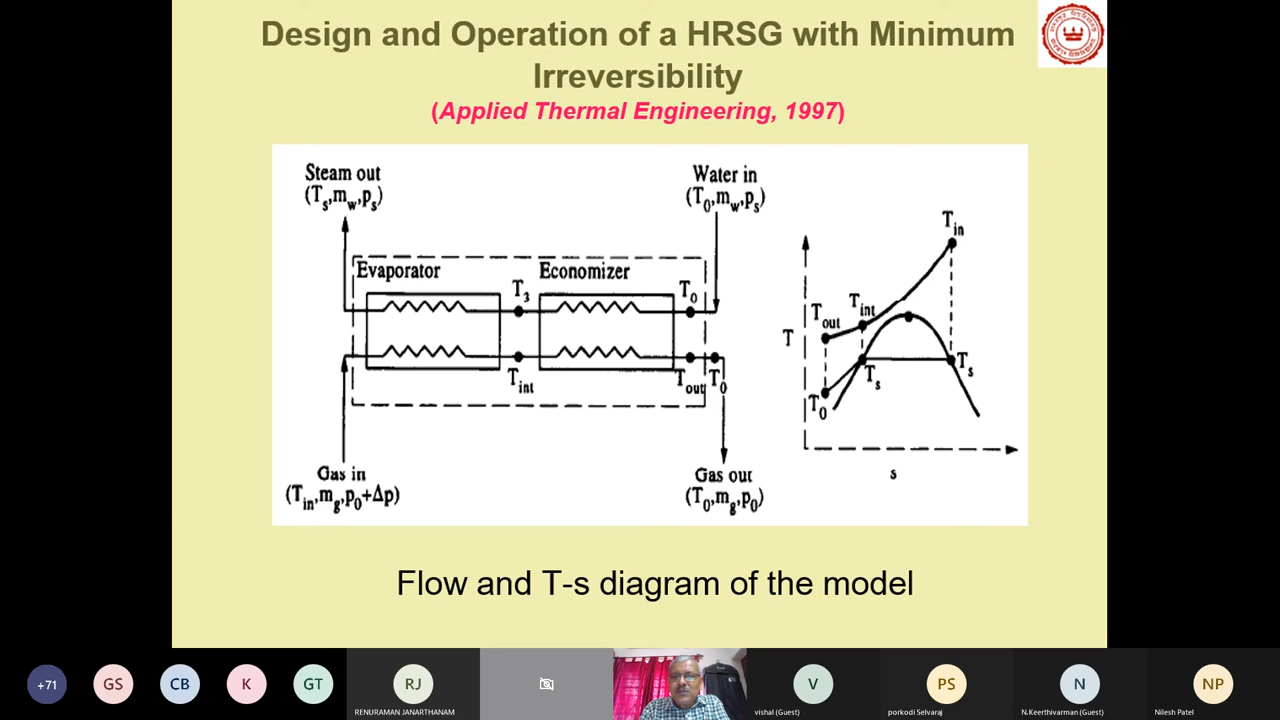 Design and Operation of a HRSG with Minimum
Irreversibility
(Applied Thermal Engineering, 1997)
Steam out
(Ts,mw,ps)
Water in
(T0,mw,ps)
Evaporator
Economizer
T3
T0
Tint
Tout
T0
Gas in
(Tin,mg,p0+Δp)
Gas out
(T0,mg,p0)
Tin
Tint
Tout
T
Ts
Ts
T0
s
Flow and T-s diagram of the model
+71
GS
CB
K
GT
RJ
RENURAMAN JANARTHANAM
V
vishal (Guest)
PS
porkodi Selvaraj
N
N.Keerthivarman (Guest)
NP
Nilesh Patel